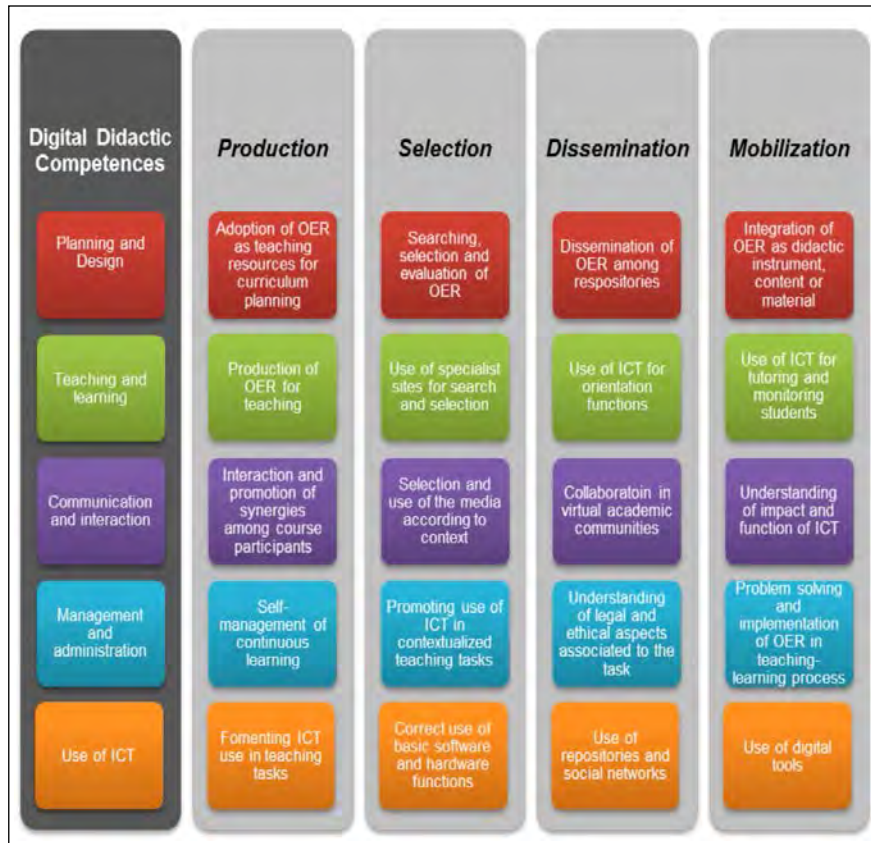 Digital Didactic
Competences
Production
Selection
Dissemination
Mobilization
Planning and
Design
Adoption of OER
as teaching
resources for
curriculum
planning
Searching,
selection and
evaluation of
OER
Dissemination of
OER among
respositories
Integration of
OER as didactic
instrument,
content or
material
Teaching and
learning
Production of
OER for
teaching
Use of specialist
sites for search
and selection
Use of ICT for
orientation
functions
Use of ICT for
tutoring and
monitoring
students
Communication
and interaction
Interaction and
promotion of
synergies
among course
participants
Selection and
use of the media
according to
context
Collaboratoin in
virtual academic
communities
Understanding
of impact and
function of ICT
Management
and
administration
Self-
management of
continuous
learning
Promoting use of
ICT in
contextualized
teaching tasks
Understanding
of legal and
ethical aspects
associated to the
task
Problem solving
and
implementation
of OER in
teaching-
learning process
Use of ICT
Fomenting ICT
use in teaching
tasks
Correct use of
basic software
and hardware
functions
Use of
repositories and
social networks
Use of digital
tools